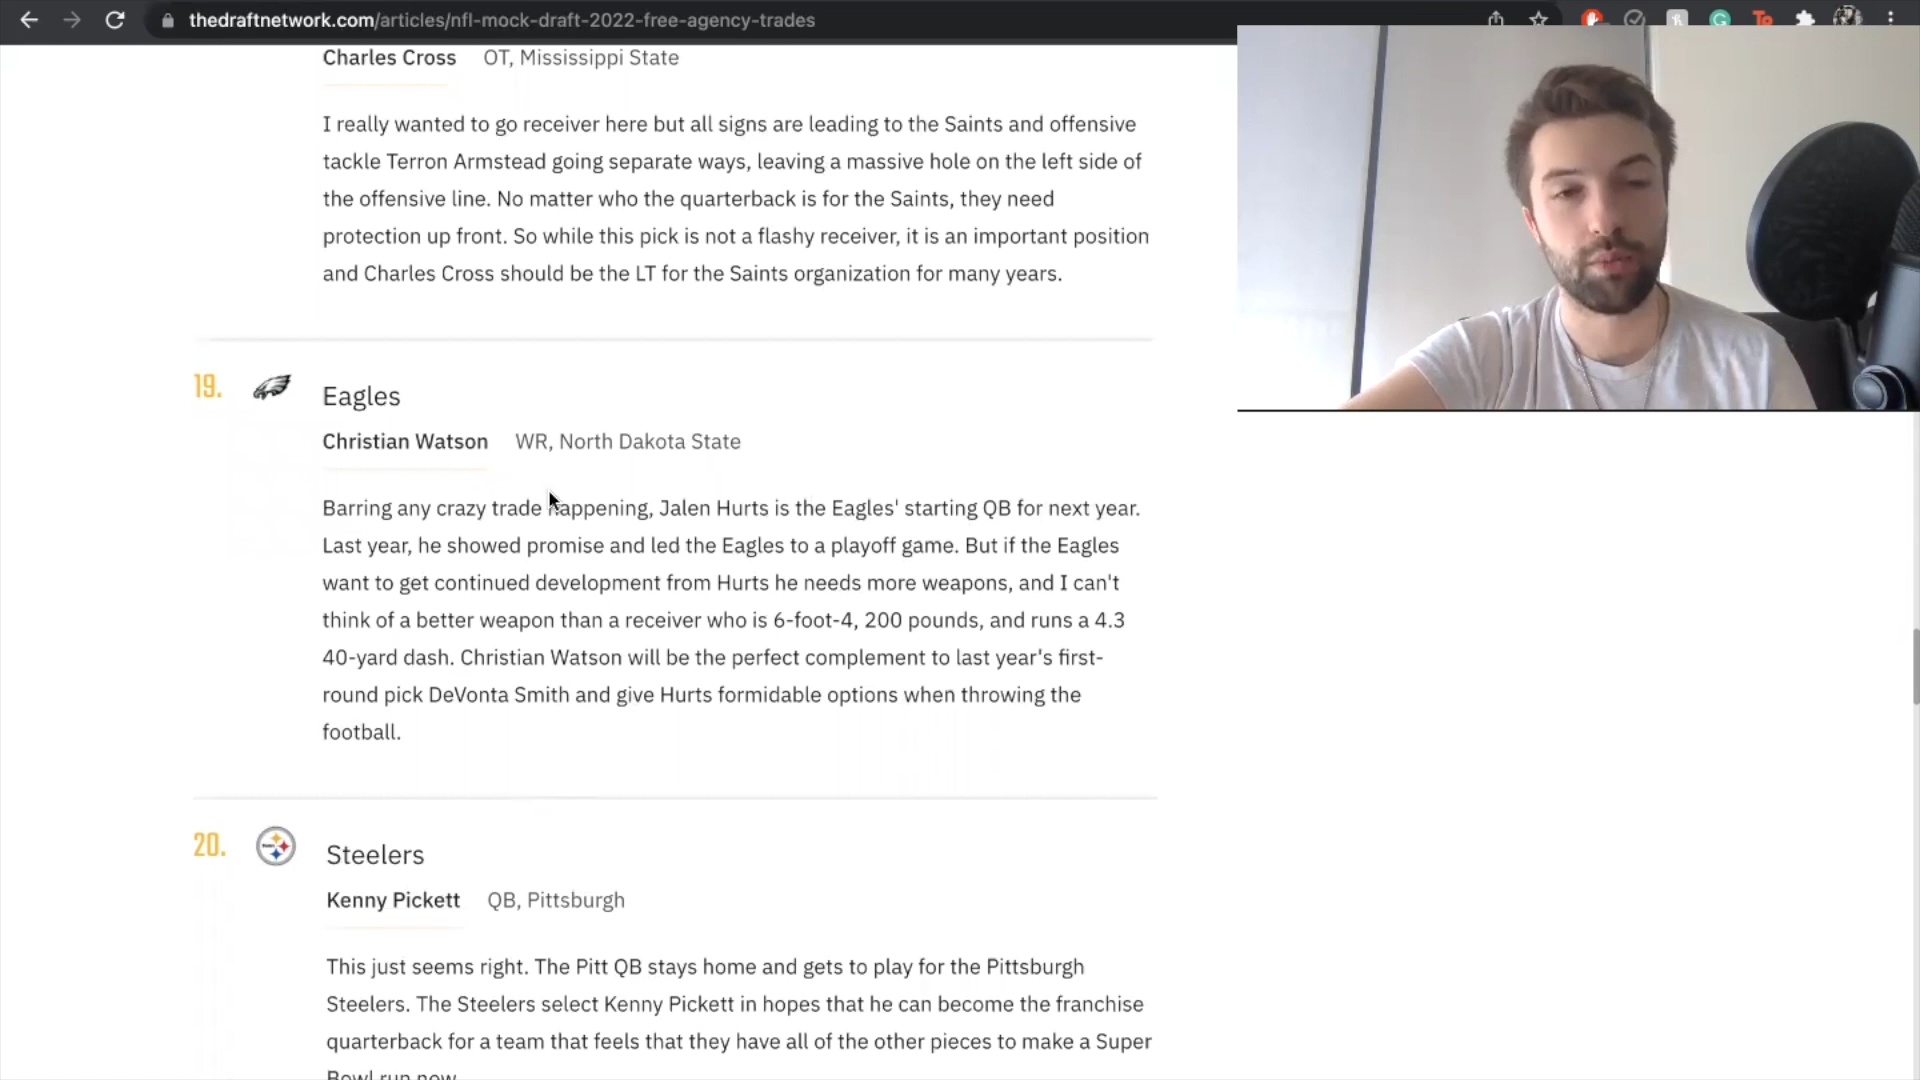 thedraftnetwork.com/articles/nfl-mock-draft-2022-free-agency-trades
Charles Cross OT, Mississippi State
I really wanted to go receiver here but all signs are leading to the Saints and offensive
tackle Terron Armstead going separate ways, leaving a massive hole on the left side of
the offensive line. No matter who the quarterback is for the Saints, they need
protection up front. So while this pick is not a flashy receiver, it is an important position
and Charles Cross should be the LT for the Saints organization for many years.
19. Eagles
Christian Watson WR, North Dakota State
Barring any crazy trade happening, Jalen Hurts is the Eagles' starting QB for next year.
Last year, he showed promise and led the Eagles to a playoff game. But if the Eagles
want to get continued development from Hurts he needs more weapons, and I can't
think of a better weapon than a receiver who is 6-foot-4, 200 pounds, and runs a 4.3
40-yard dash. Christian Watson will be the perfect complement to last year's first-
round pick DeVonta Smith and give Hurts formidable options when throwing the
football.
20. Steelers
Kenny Pickett QB, Pittsburgh
This just seems right. The Pitt QB stays home and gets to play for the Pittsburgh
Steelers. The Steelers select Kenny Pickett in hopes that he can become the franchise
quarterback for a team that feels that they have all of the other pieces to make a Super
Bowl run now.